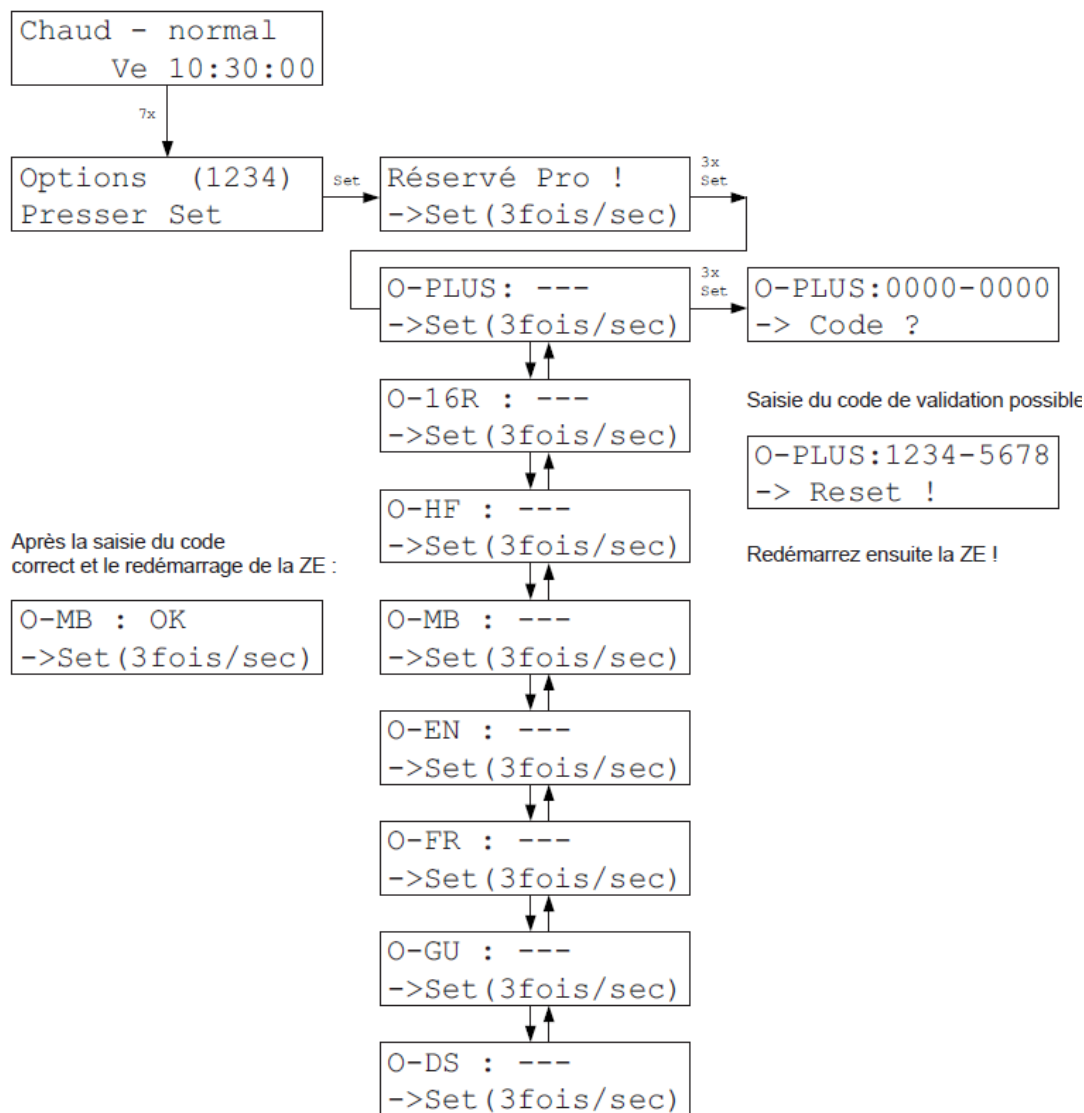 Chaud - normal
Ve 10:30:00
7x
Options (1234)
Presser Set
Set
Réservé Pro !
->Set(3fois/sec)
3x
Set
O-PLUS: ---
->Set(3fois/sec)
3x
Set
O-PLUS:0000-0000
-> Code ?
O-16R : ---
->Set(3fois/sec)
Saisie du code de validation possible
O-PLUS:1234-5678
-> Reset !
Redémarrez ensuite la ZE !
O-HF : ---
->Set(3fois/sec)
Après la saisie du code
correct et le redémarrage de la ZE :
O-MB : OK
->Set(3fois/sec)
O-MB : ---
->Set(3fois/sec)
O-EN : ---
->Set(3fois/sec)
O-FR : ---
->Set(3fois/sec)
O-GU : ---
->Set(3fois/sec)
O-DS : ---
->Set(3fois/sec)